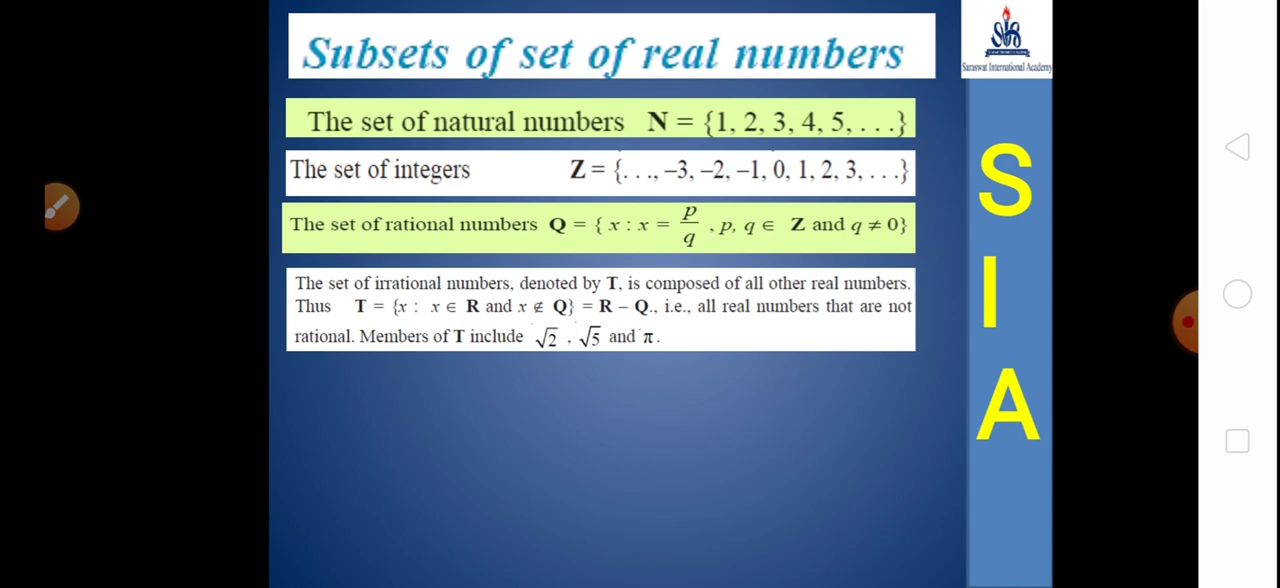 Subsets of set of real numbers
SIA
Saraswat International Academy
The set of natural numbers N = {1, 2, 3, 4, 5, . . .}
The set of integers Z = {. . ., –3, –2, –1, 0, 1, 2, 3, . . .}
The set of rational numbers Q = { x : x = p/q , p, q ∈ Z and q ≠ 0}
The set of irrational numbers, denoted by T, is composed of all other real numbers.
Thus T = {x : x ∈ R and x ∉ Q} = R – Q., i.e., all real numbers that are not
rational. Members of T include √2 , √5 and π .
S
I
A